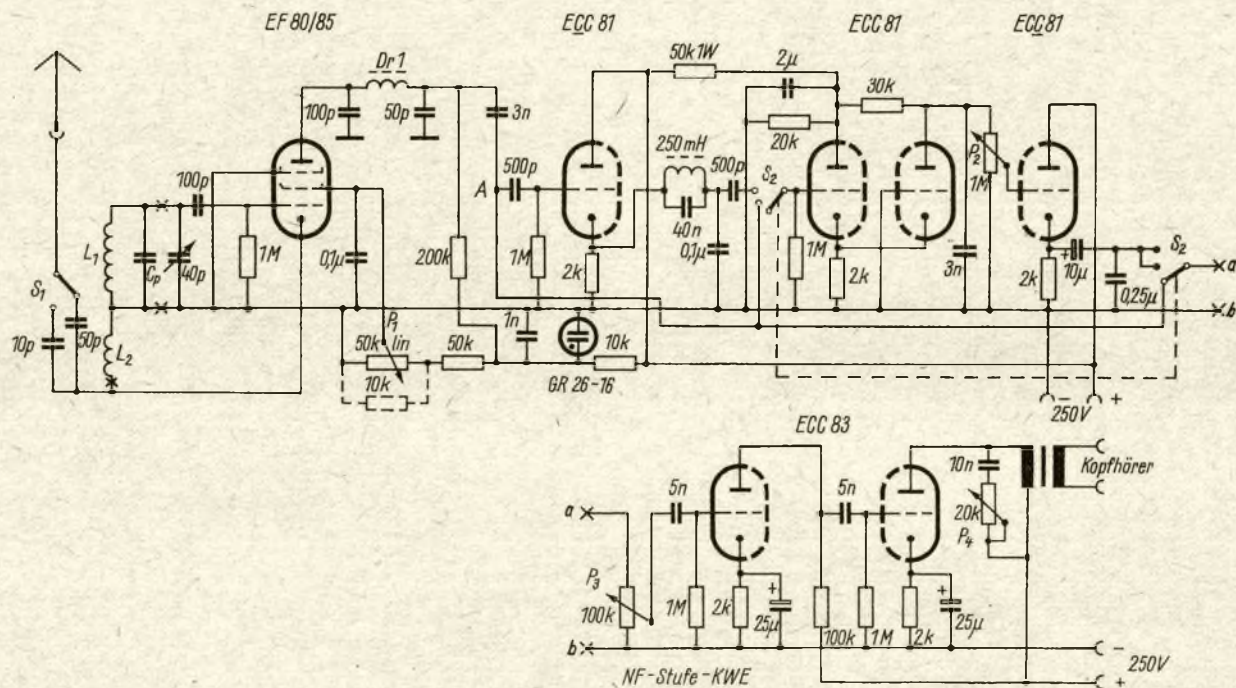 EF 80/85
ECC 81
ECC 81
ECC 81
Dr 1
100p
50p
3n
50k 1W
2µ
30k
20k
250 mH
500p
A
500p
S2
P2
1M
100p
L1
Cp
40p
1M
0,1µ
200k
1M
2k
40n
0,1µ
1M
2k
3n
2k
+
10µ
0,25µ
S2
a
b
S1
10p
50p
L2
P1
50k lin
10k
50k
1n
GR 26-16
10k
- +
250V
ECC 83
a
P3
100k
b
5n
1M
2k
+
25µ
5n
100k
1M
2k
+
25µ
10n
20k
P4
Kopfhörer
-
250V
+
NF-Stufe-KWE